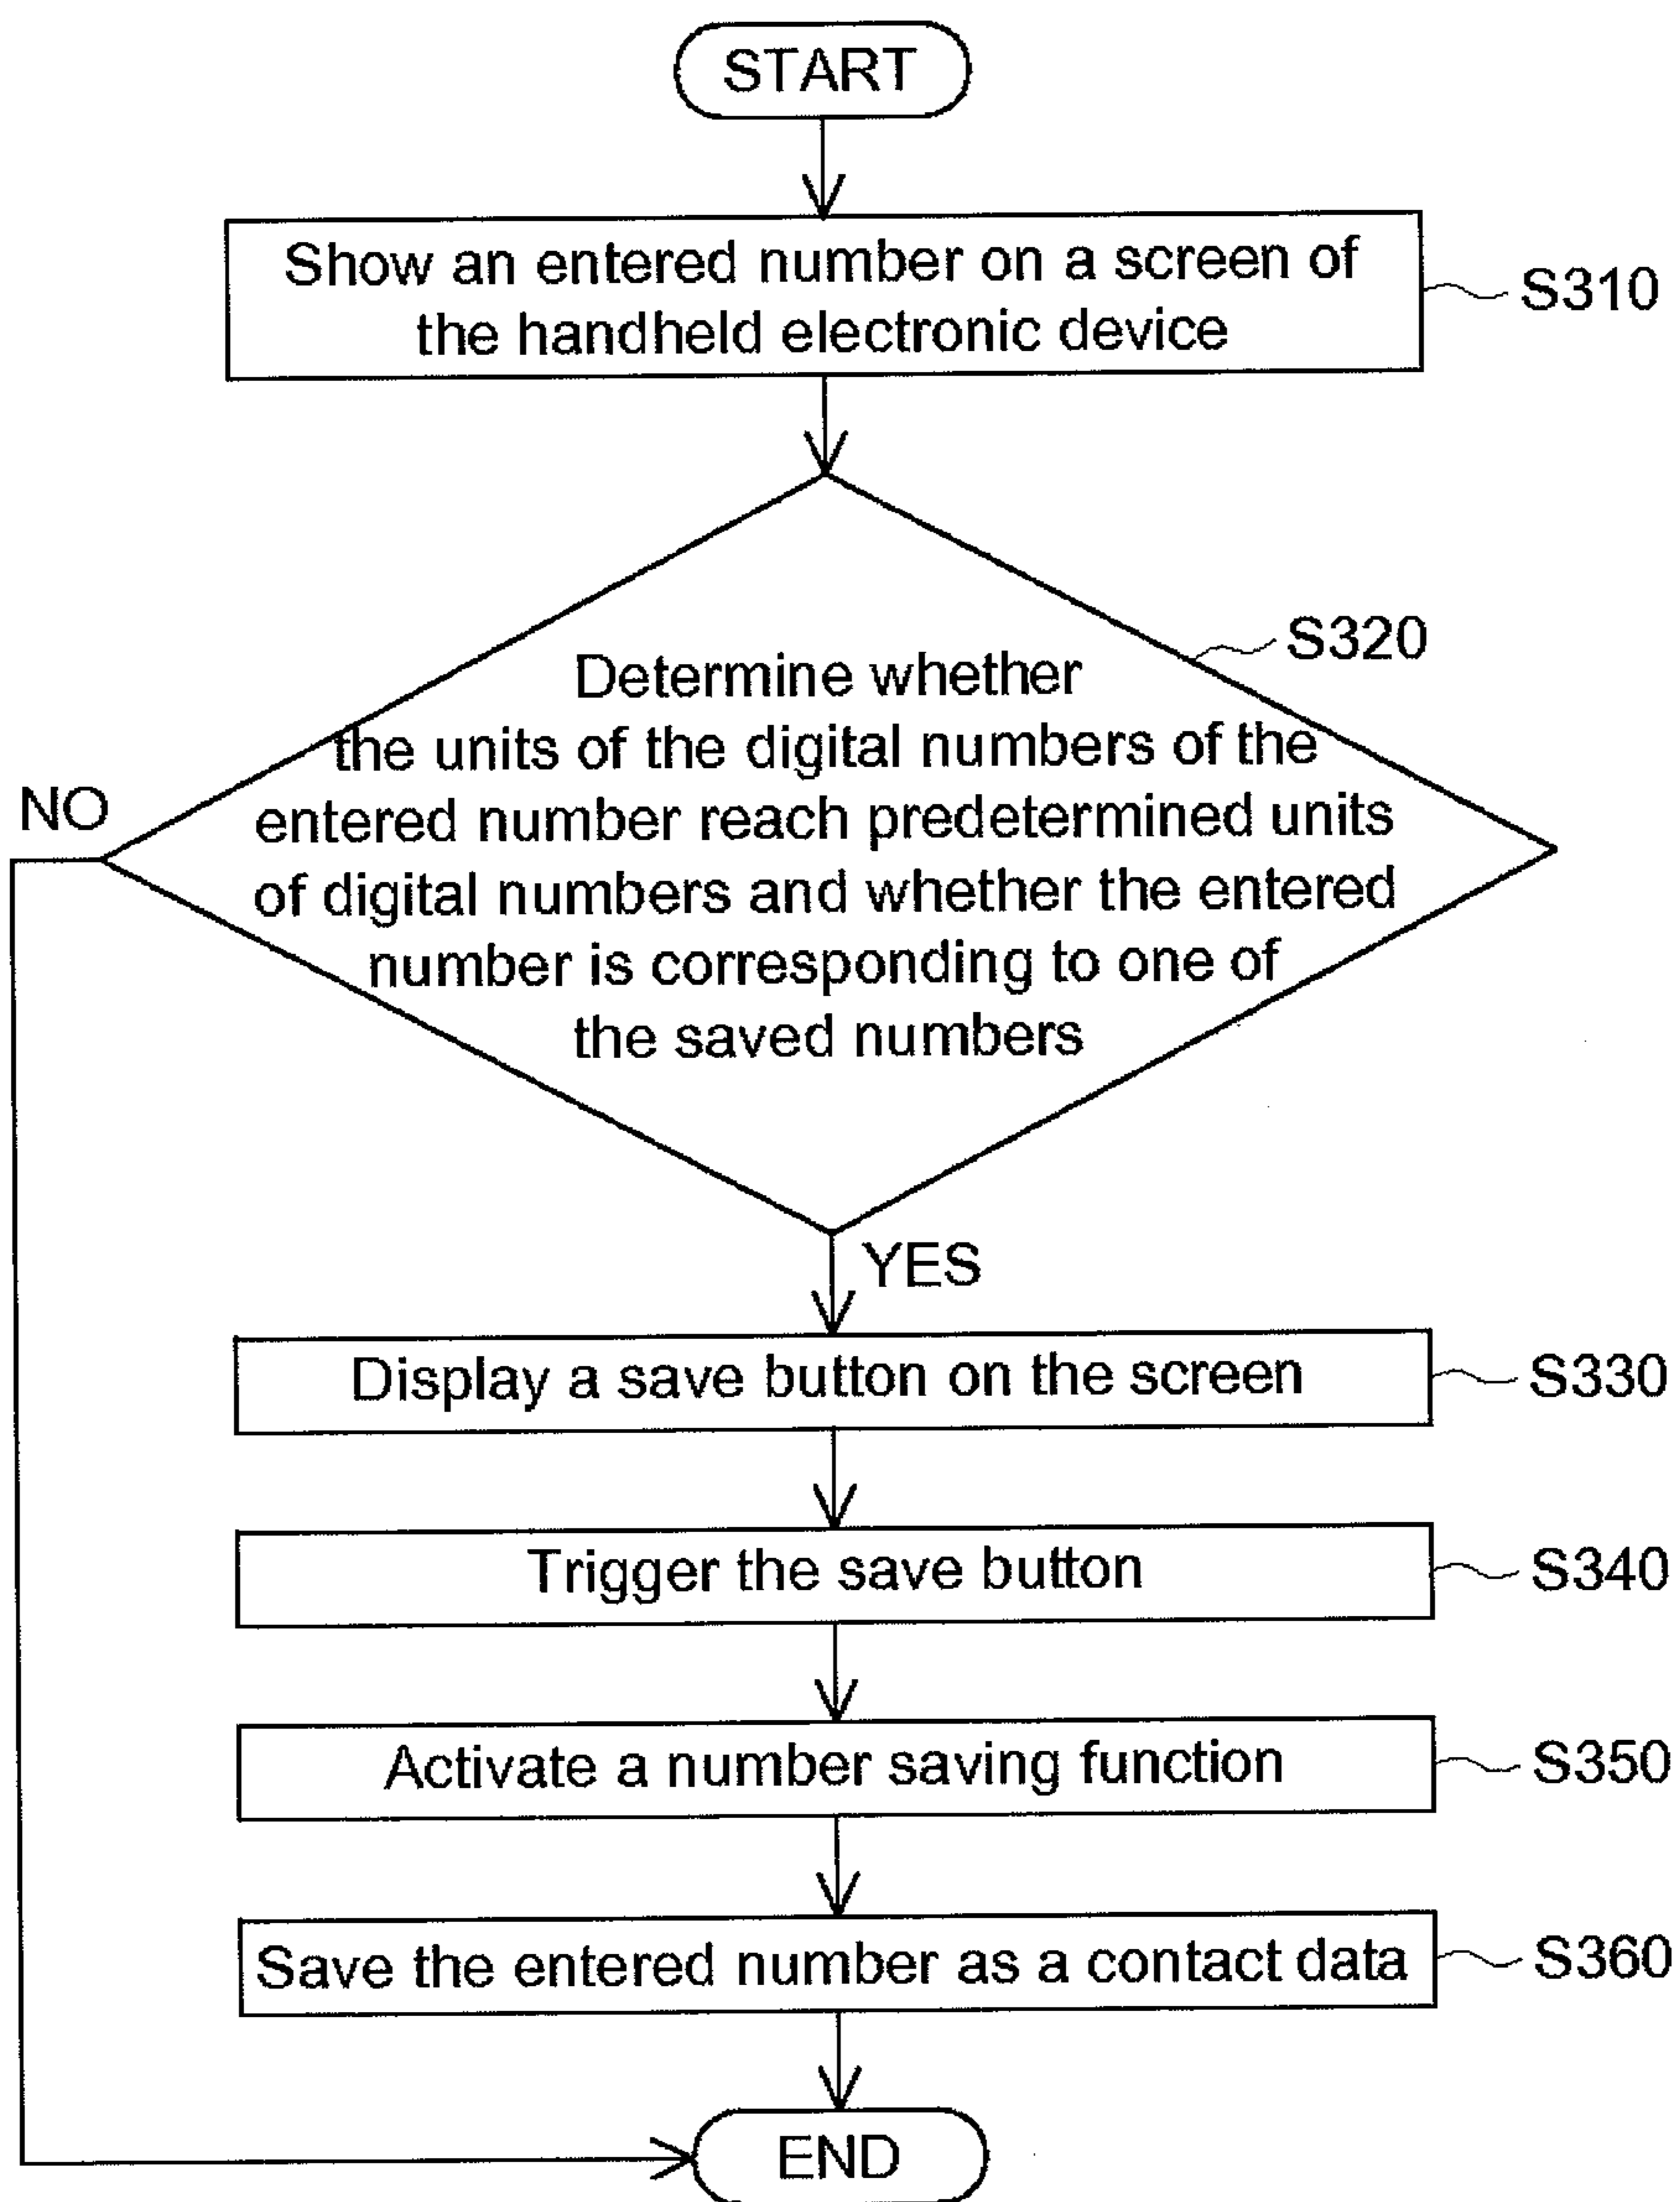 START
Show an entered number on a screen of
the handheld electronic device
S310
S320
Determine whether
the units of the digital numbers of the
entered number reach predetermined units
of digital numbers and whether the entered
number is corresponding to one of
the saved numbers
NO
YES
Display a save button on the screen
S330
Trigger the save button
S340
Activate a number saving function
S350
Save the entered number as a contact data
S360
END